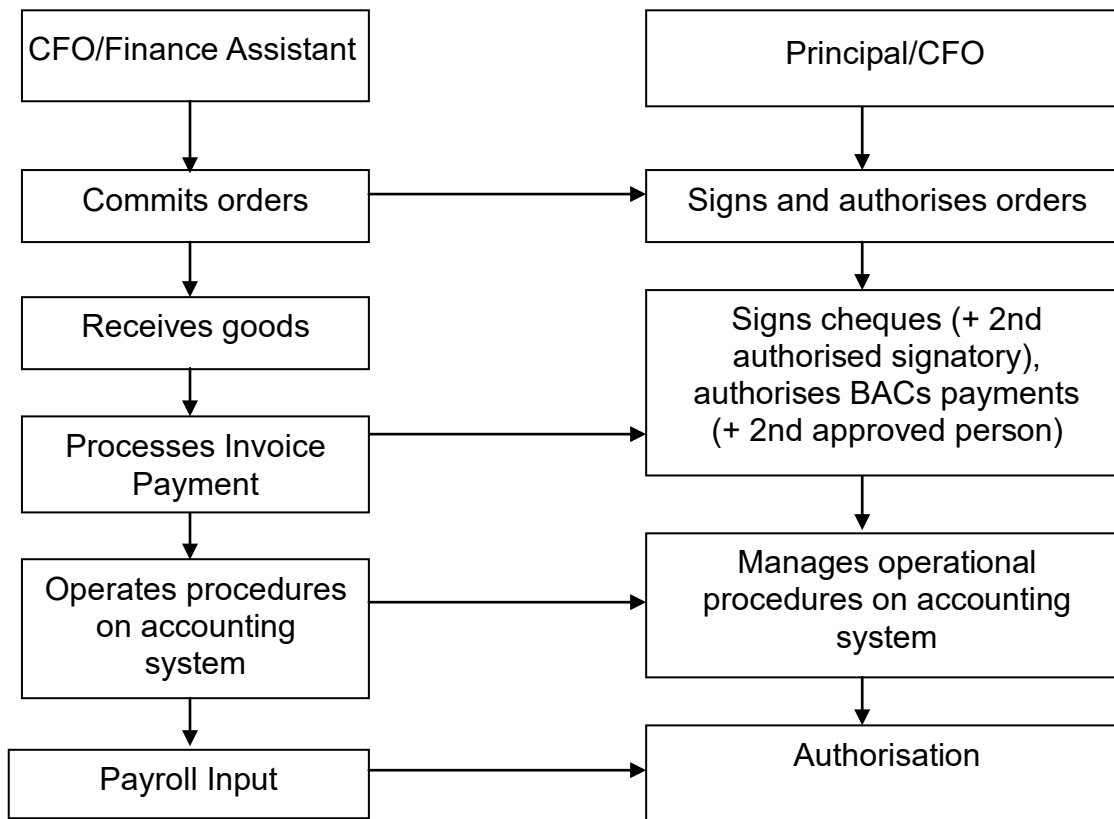 CFO/Finance Assistant
Principal/CFO
Commits orders
Signs and authorises orders
Receives goods
Signs cheques (+ 2nd
authorised signatory),
authorises BACs payments
(+ 2nd approved person)
Processes Invoice
Payment
Operates procedures
on accounting
system
Manages operational
procedures on accounting
system
Payroll Input
Authorisation